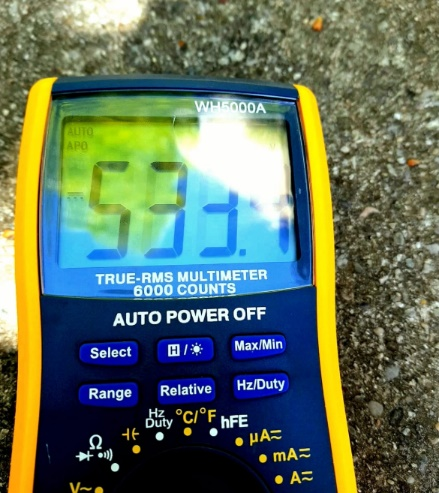 WH5000A
AUTO
APO
533.1
TRUE-RMS MULTIMETER
6000 COUNTS
AUTO POWER OFF
Select
H / ☀
Max/Min
Range
Relative
Hz/Duty
Hz
Duty
°C/°F
hFE
Ω
µA
mA
A
V~